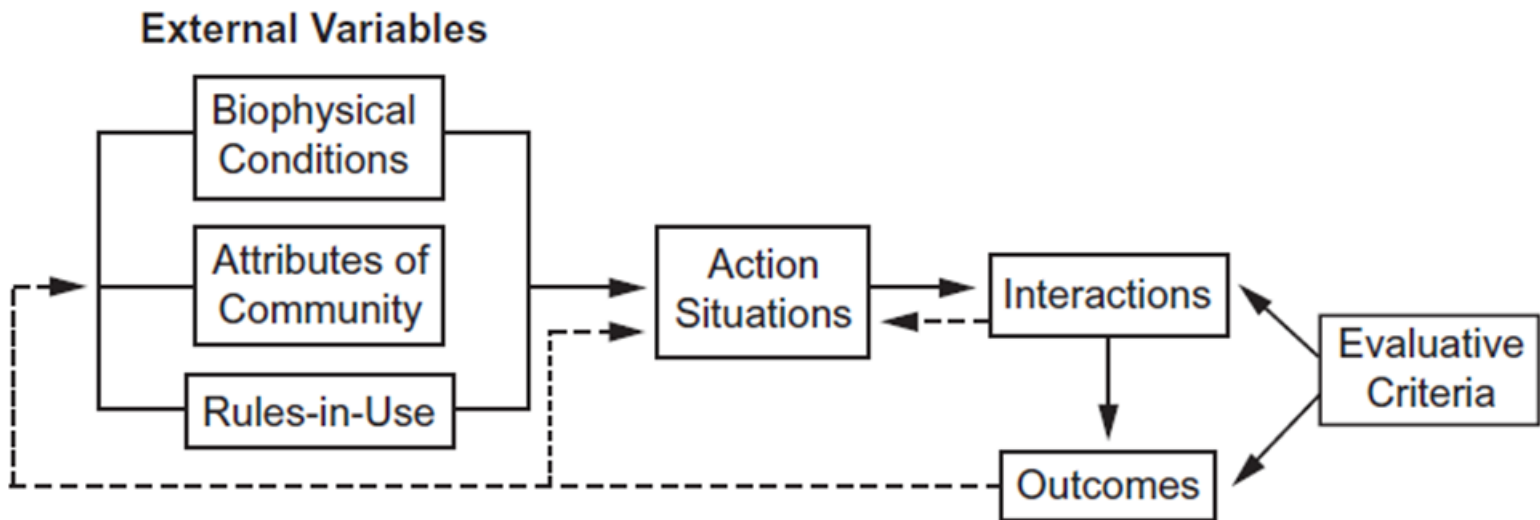 External Variables
Biophysical
Conditions
Attributes of
Community
Rules-in-Use
Action
Situations
Interactions
Outcomes
Evaluative
Criteria